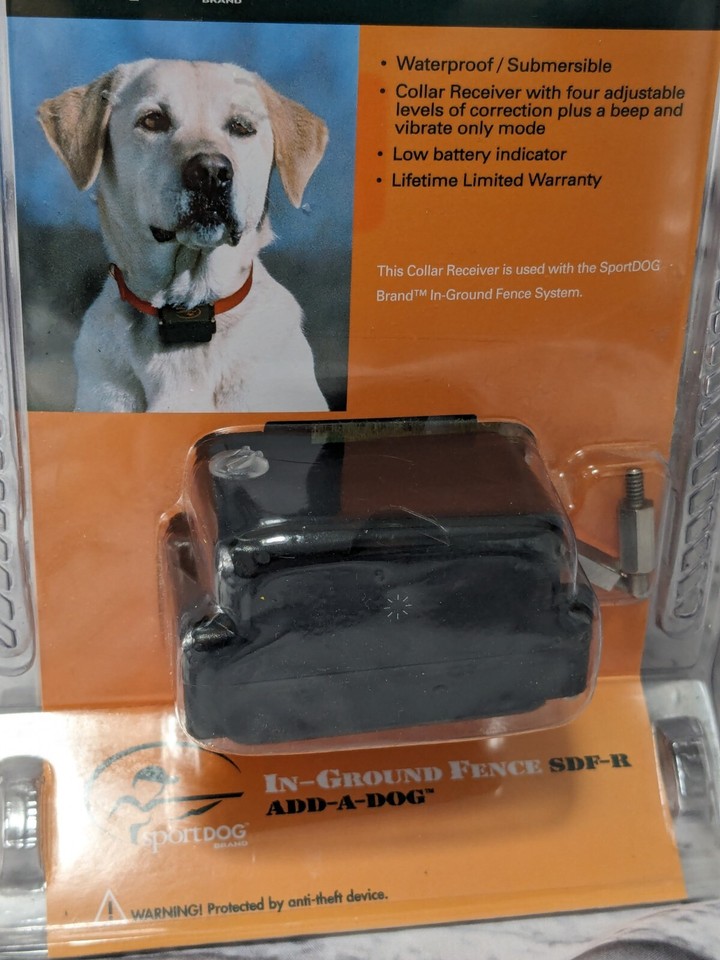 BRAND
• Waterproof / Submersible
• Collar Receiver with four adjustable
levels of correction plus a beep and
vibrate only mode
• Low battery indicator
• Lifetime Limited Warranty
This Collar Receiver is used with the SportDOG
Brand™ In-Ground Fence System.
IN-GROUND FENCE SDF-R
ADD-A-DOG™
sportDOG™
BRAND
WARNING! Protected by anti-theft device.